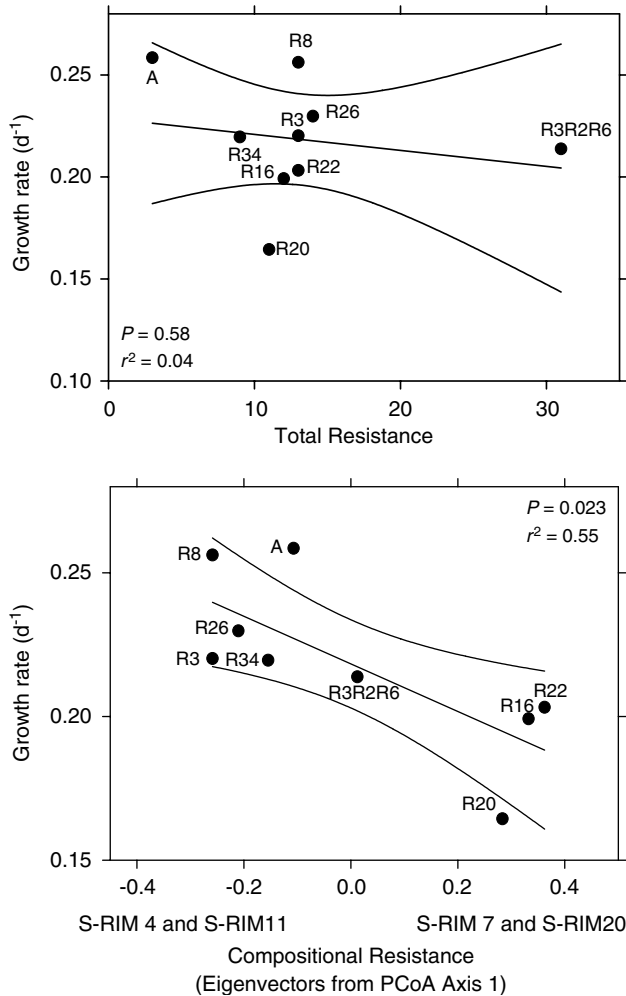 R8
0.25
A
R26
R3
R3R2R6
R34
R22
0.20
R16
R20
0.15
P = 0.58
r² = 0.04
0.10
Growth rate (d⁻¹)
0 10 20 30
Total Resistance
P = 0.023
r² = 0.55
A
R8
0.25
R26
R3 R34
R3R2R6
R22
R16
0.20
R20
0.15
Growth rate (d⁻¹)
-0.4 -0.2 0.0 0.2 0.4
S-RIM 4 and S-RIM11 S-RIM 7 and S-RIM20
Compositional Resistance
(Eigenvectors from PCoA Axis 1)